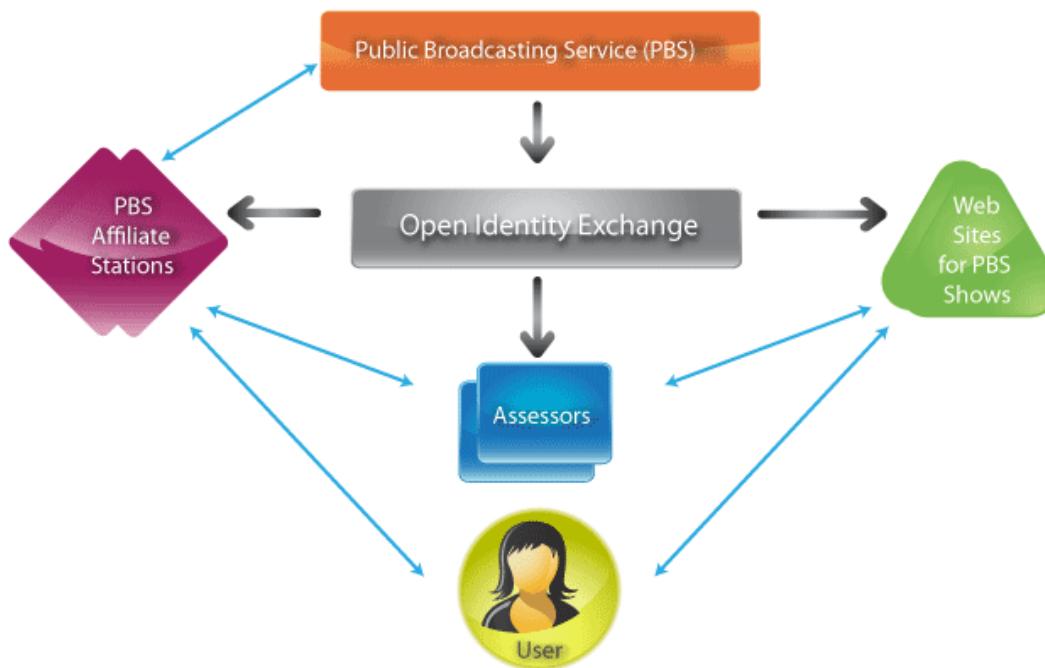 Public Broadcasting Service (PBS)
PBS
Affiliate
Stations
Open Identity Exchange
Web
Sites
for PBS
Shows
Assessors
User